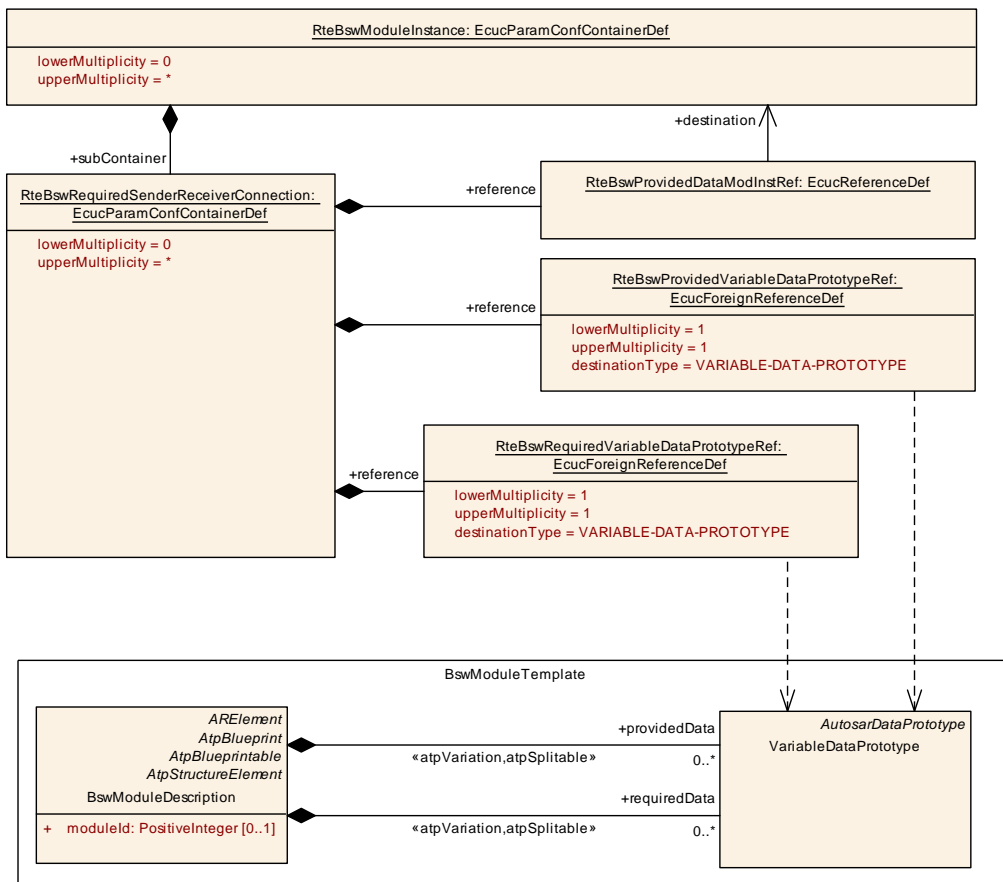 RteBswModuleInstance: EcucParamConfContainerDef
lowerMultiplicity = 0
upperMultiplicity = *
+destination
+subContainer
RteBswRequiredSenderReceiverConnection:
EcucParamConfContainerDef
lowerMultiplicity = 0
upperMultiplicity = *
+reference
RteBswProvidedDataModInstRef: EcucReferenceDef
+reference
RteBswProvidedVariableDataPrototypeRef:
EcucForeignReferenceDef
lowerMultiplicity = 1
upperMultiplicity = 1
destinationType = VARIABLE-DATA-PROTOTYPE
+reference
RteBswRequiredVariableDataPrototypeRef:
EcucForeignReferenceDef
lowerMultiplicity = 1
upperMultiplicity = 1
destinationType = VARIABLE-DATA-PROTOTYPE
BswModuleTemplate
ARElement
AtpBlueprint
AtpBlueprintable
AtpStructureElement
BswModuleDescription
+ moduleId: PositiveInteger [0..1]
+providedData
«atpVariation,atpSplitable»
0..*
+requiredData
«atpVariation,atpSplitable»
0..*
AutosarDataPrototype
VariableDataPrototype